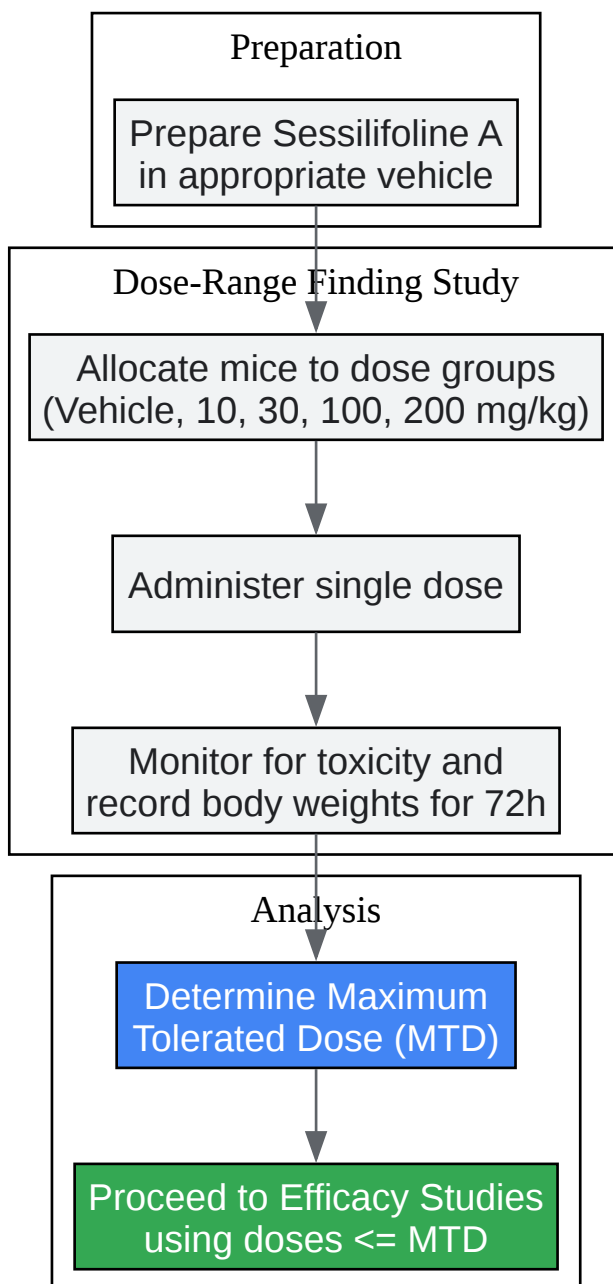 Preparation
Prepare Sessilifoline A
in appropriate vehicle
Dose-Range Finding Study
Allocate mice to dose groups
(Vehicle, 10, 30, 100, 200 mg/kg)
Administer single dose
Monitor for toxicity and
record body weights for 72h
Analysis
Determine Maximum
Tolerated Dose (MTD)
Proceed to Efficacy Studies
using doses <= MTD